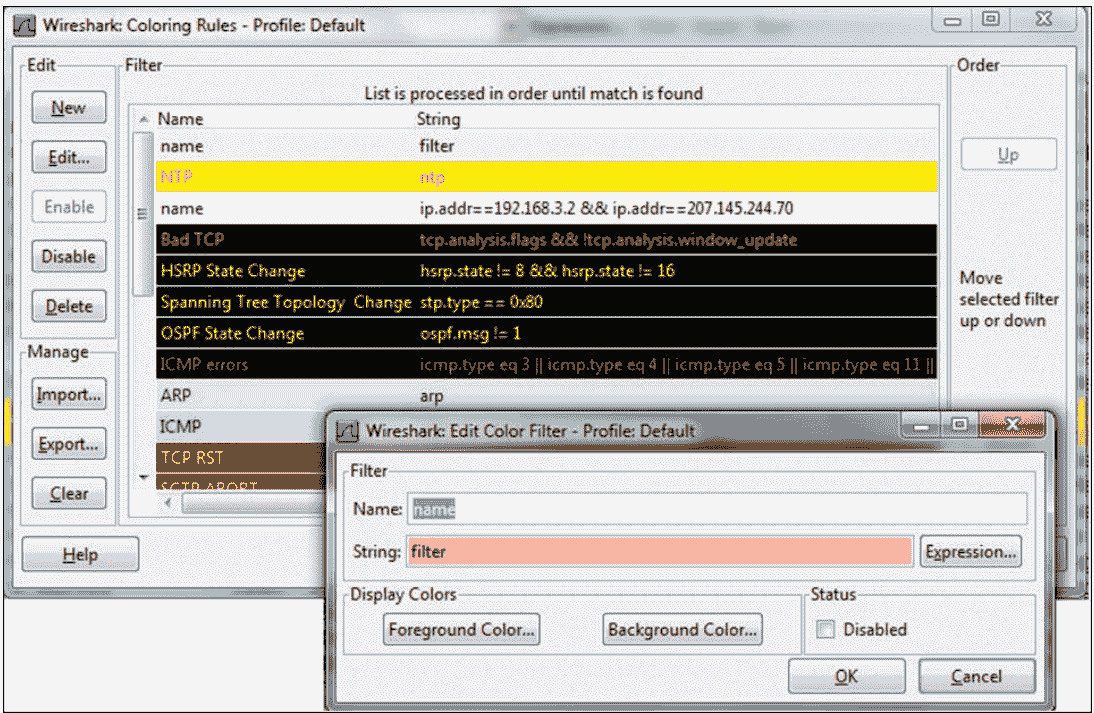 Wireshark: Coloring Rules - Profile: Default
Edit
Filter
Order
List is processed in order until match is found
New
Name String
name filter
Edit...
Up
NTP ntp
Enable
name ip.addr==192.168.3.2 && ip.addr==207.145.244.70
Bad TCP tcp.analysis.flags && !tcp.analysis.window_update
Disable
HSRP State Change hsrp.state != 8 && hsrp.state != 16
Move
selected filter
up or down
Delete
Spanning Tree Topology Change stp.type == 0x80
OSPF State Change ospf.msg != 1
Manage
ICMP errors icmp.type eq 3 || icmp.type eq 4 || icmp.type eq 5 || icmp.type eq 11 ||
Import...
ARP arp
ICMP
Export...
TCP RST
SCTP ABORT
Clear
Help
Wireshark: Edit Color Filter - Profile: Default
Filter
Name: name
String: filter Expression...
Display Colors
Status
Foreground Color... Background Color... Disabled
OK Cancel